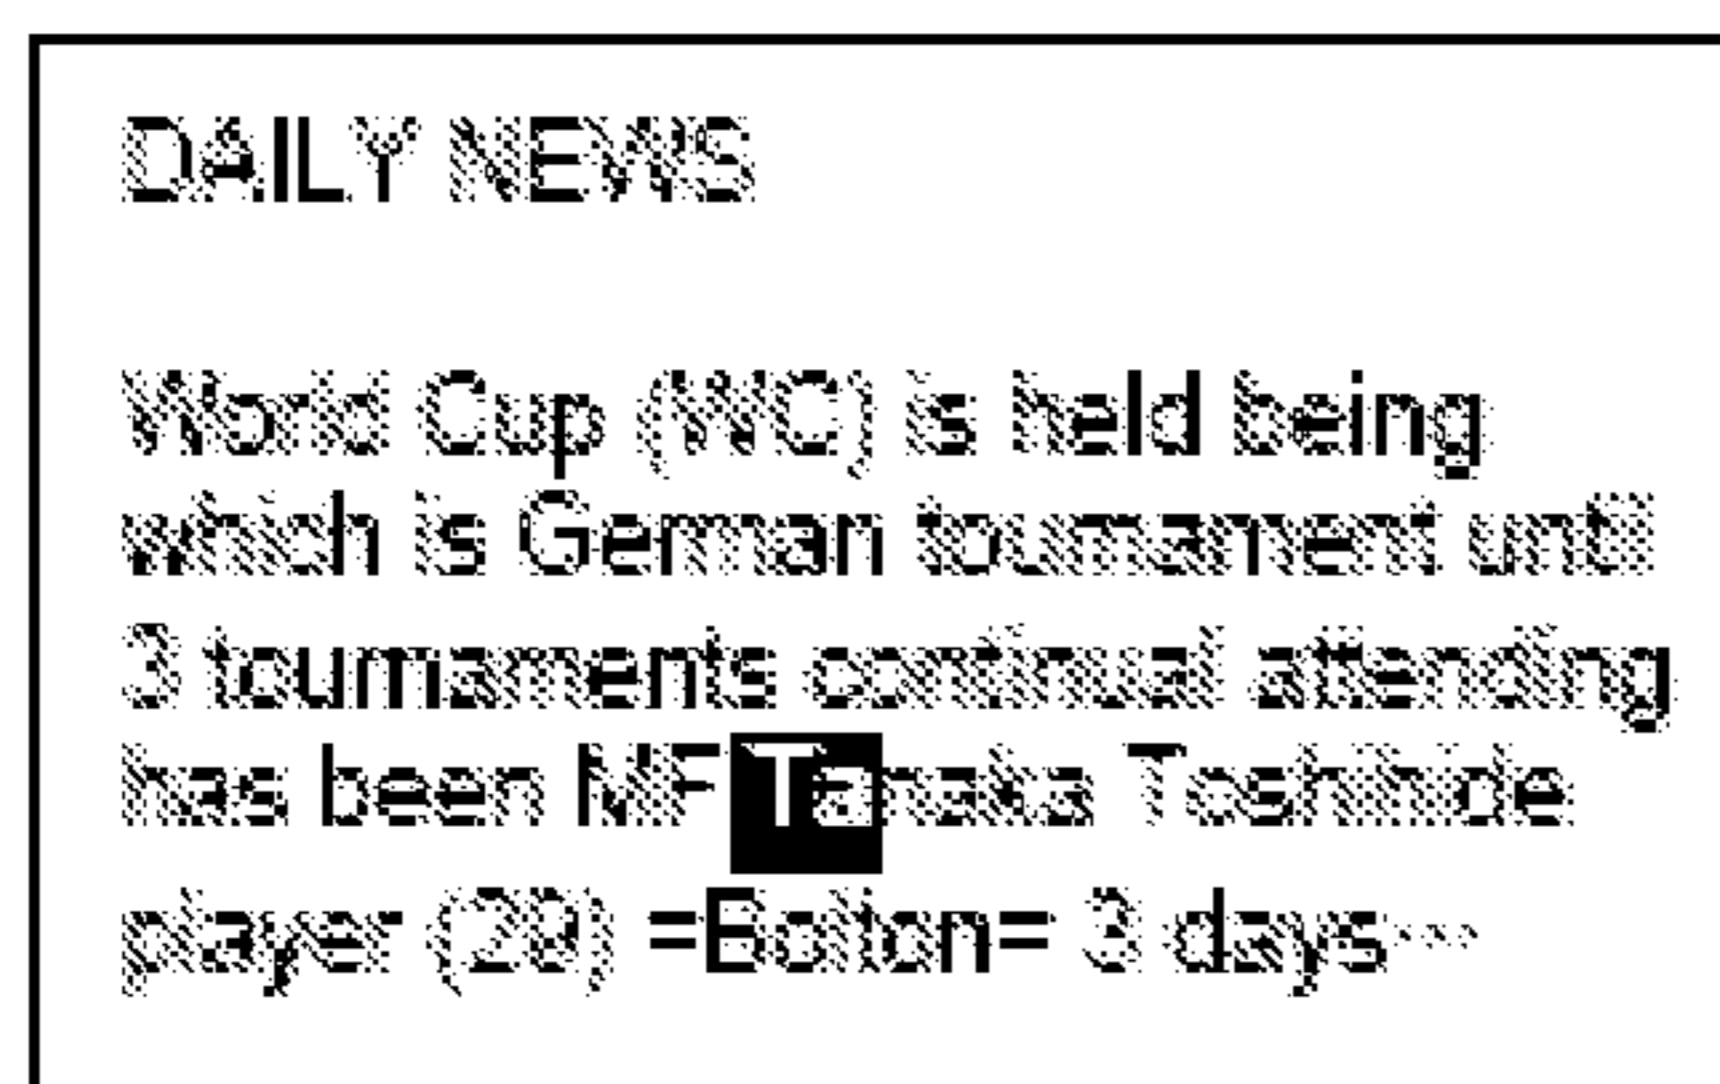 DAILY NEWS
World Cup (WC) is held being
which is German tournament until
3 tournaments continual attending
has been MF Tanaka Toshihide
player (29) =Bolton= 3 days…